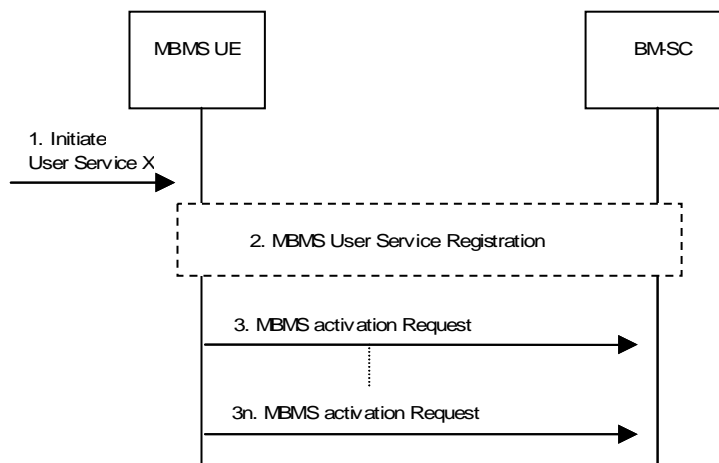 MBMS UE
BM-SC
1. Initiate
User Service X
2. MBMS User Service Registration
3. MBMS activation Request
3n. MBMS activation Request